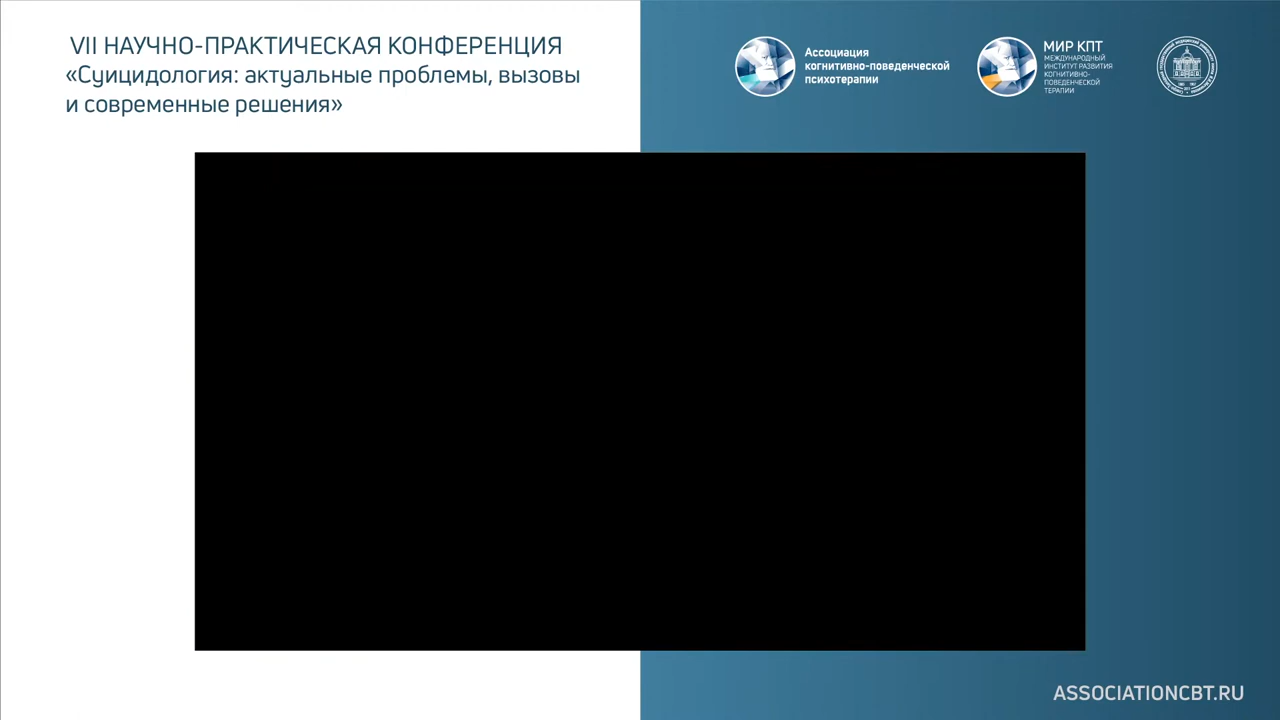 VII НАУЧНО-ПРАКТИЧЕСКАЯ КОНФЕРЕНЦИЯ
«Суицидология: актуальные проблемы, вызовы
и современные решения»
Ассоциация
когнитивно-поведенческой
психотерапии
МИР КПТ
МЕЖДУНАРОДНЫЙ
ИНСТИТУТ РАЗВИТИЯ
КОГНИТИВНО-
ПОВЕДЕНЧЕСКОЙ
ТЕРАПИИ
ASSOCIATIONCBT.RU